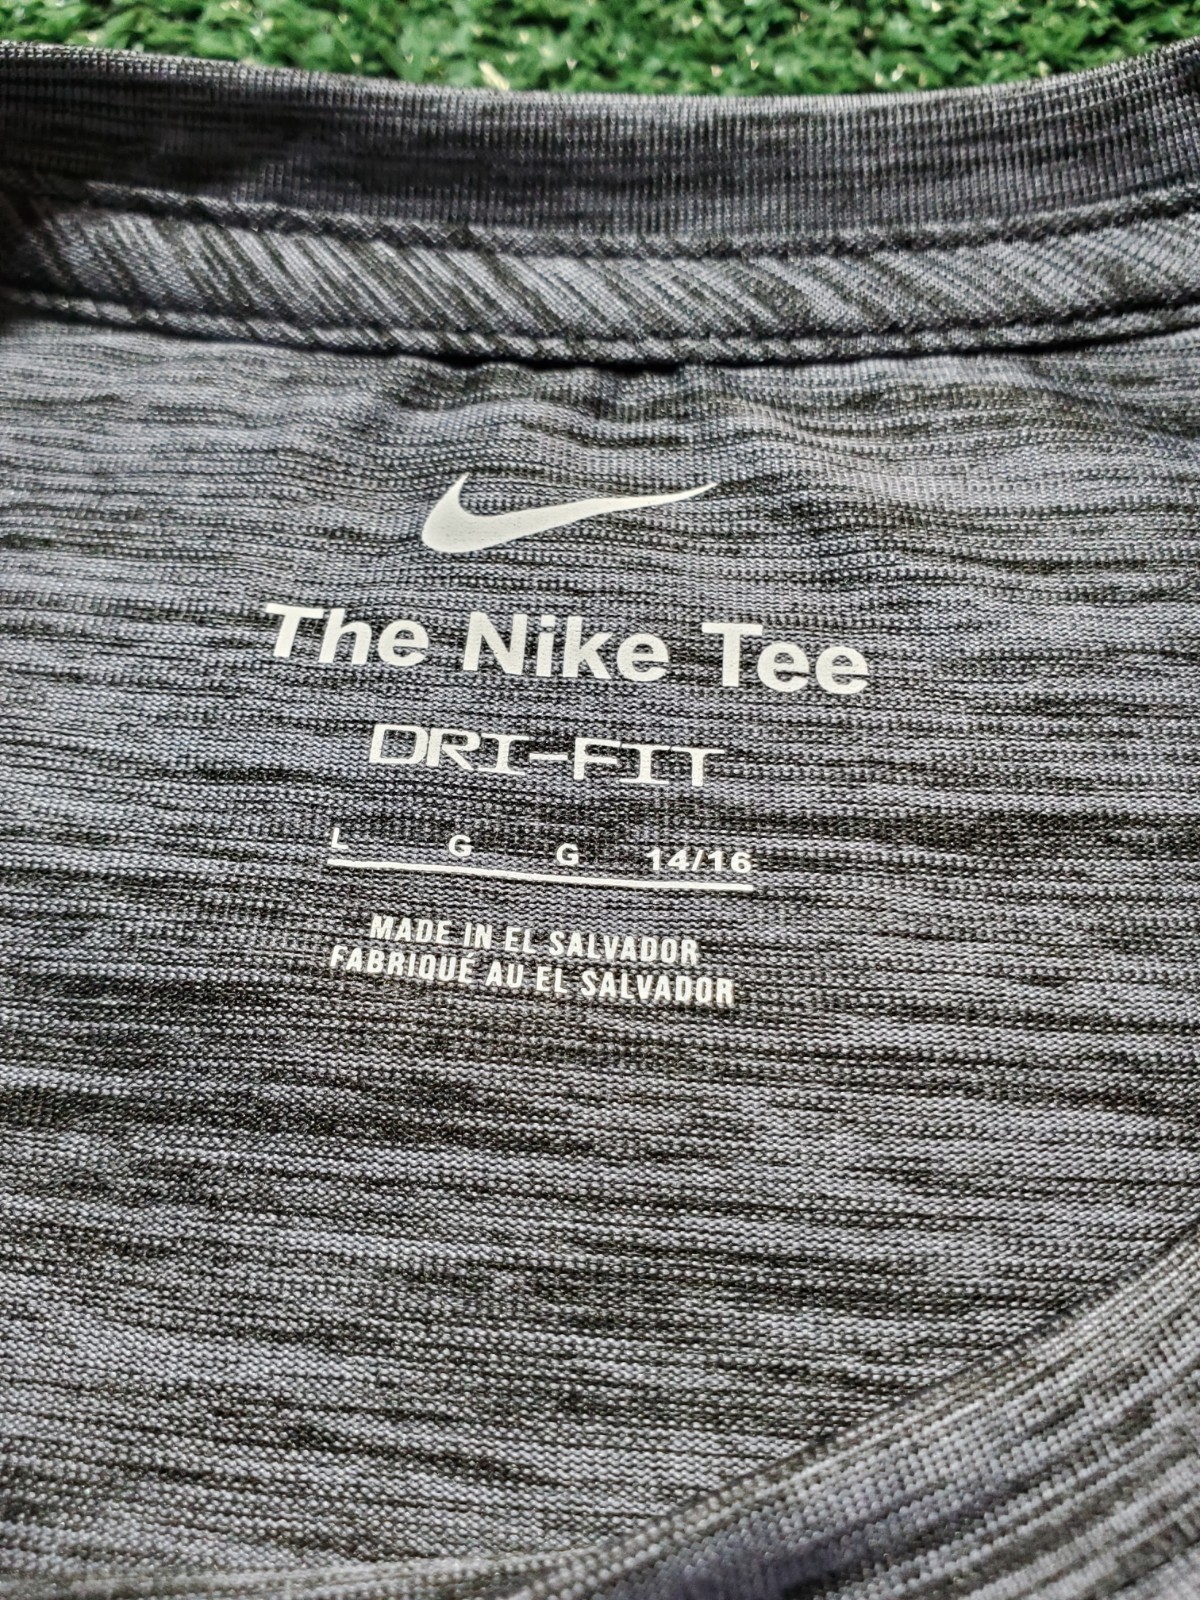 The Nike Tee
DRI-FIT
L G G 14/16
MADE IN EL SALVADOR
FABRIQUÉ AU EL SALVADOR